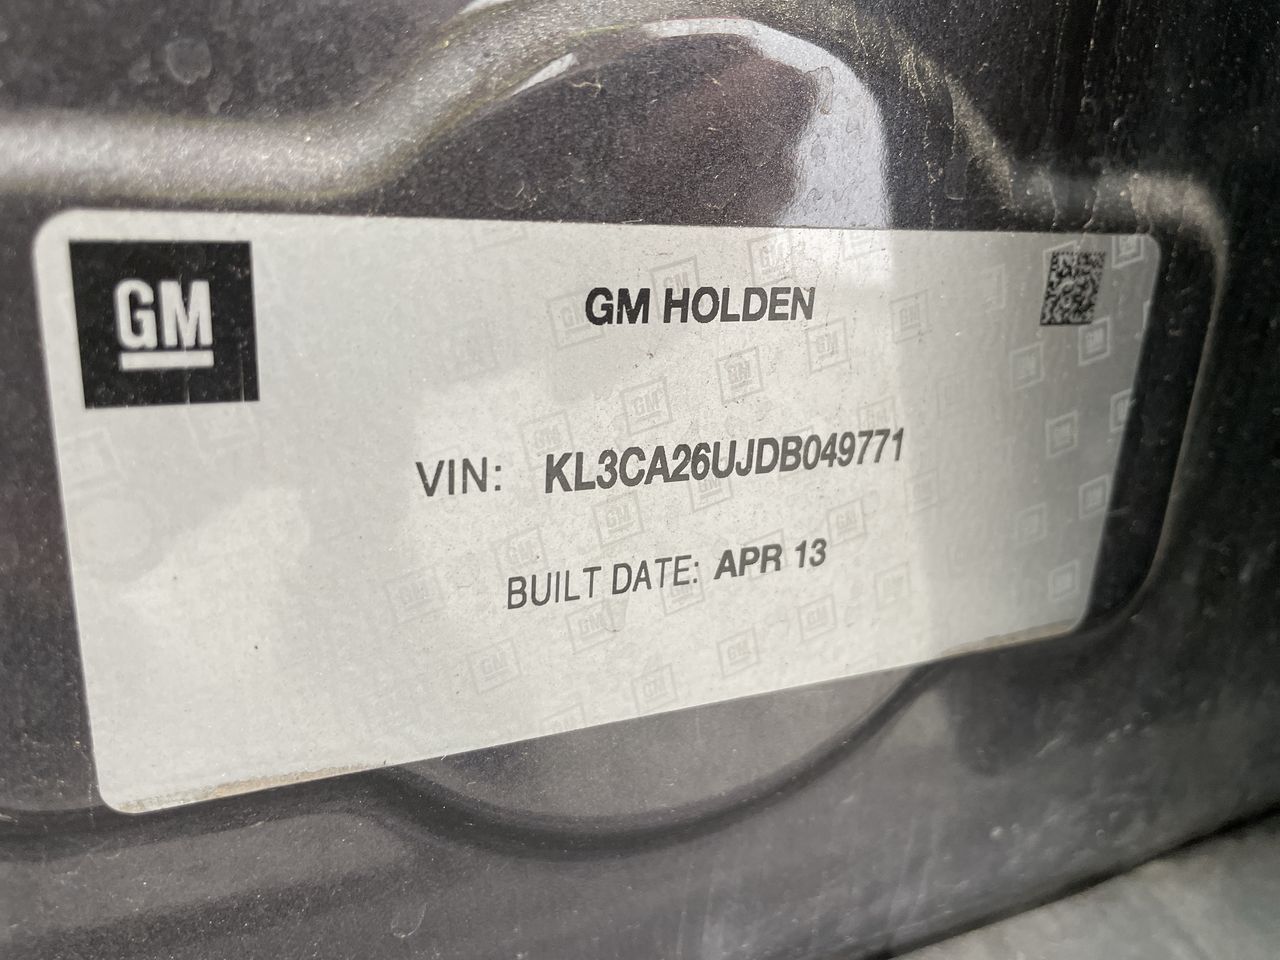 GM
GM HOLDEN
VIN: KL3CA26UJDB049771
BUILT DATE: APR 13